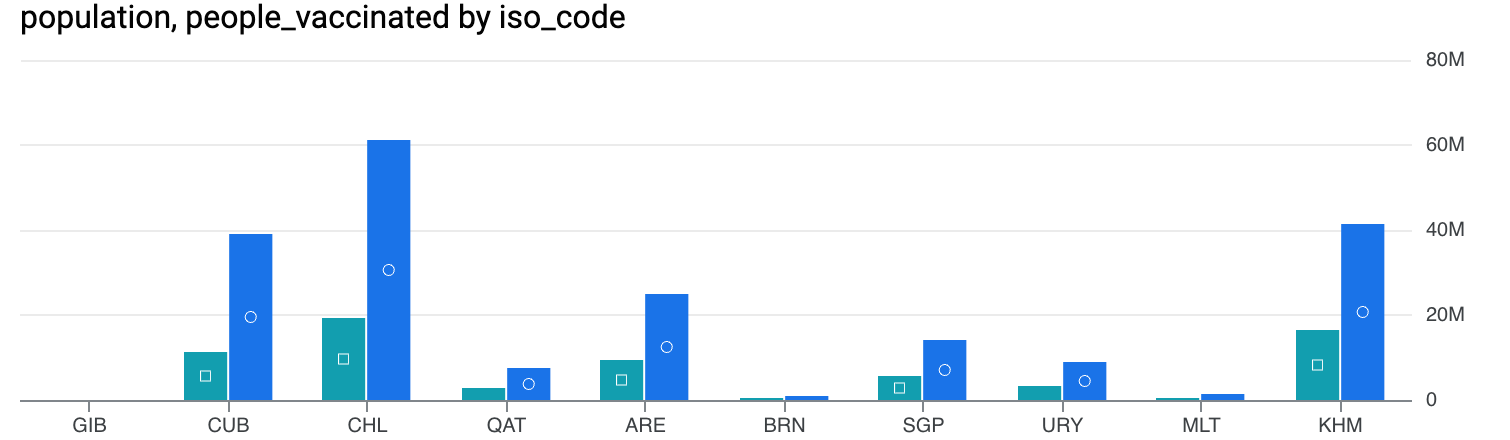 population, people_vaccinated by iso_code
80M
60M
40M
20M
0
GIB CUB CHL QAT ARE BRN SGP URY MLT KHM